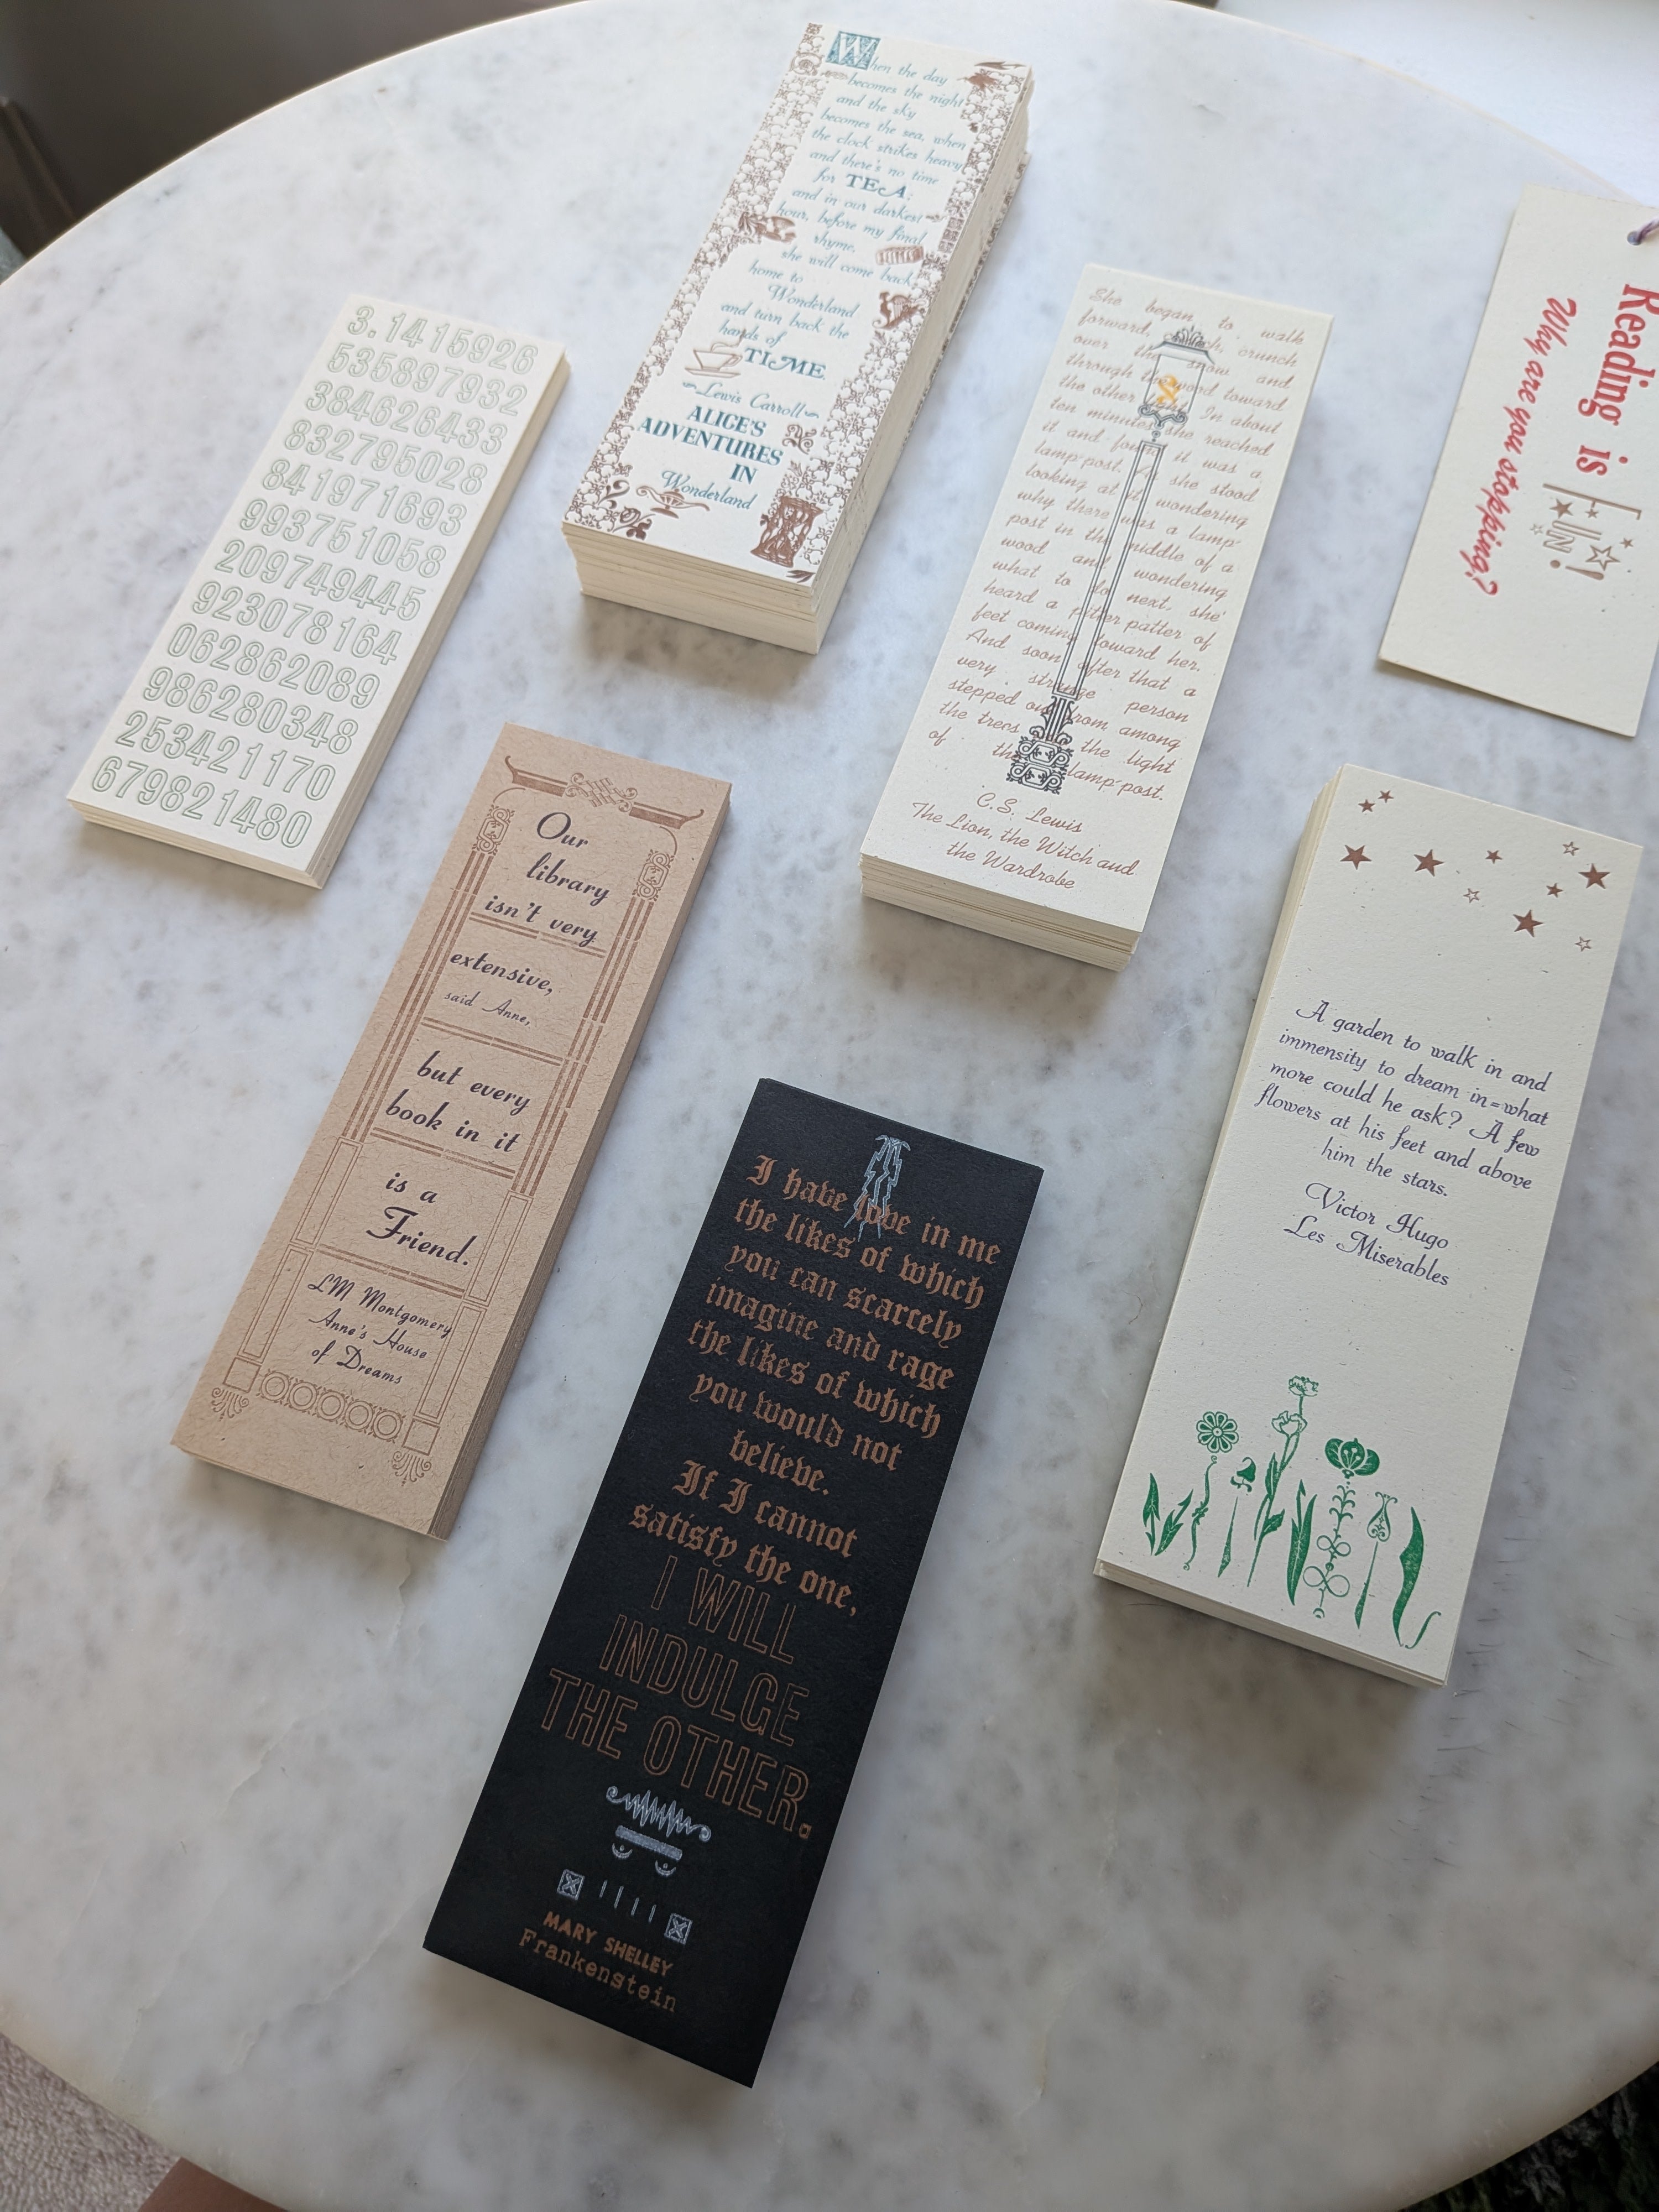 3.1415926
535897932
384626433
832795028
841971693
993751058
209749445
923078164
062862089
986280348
253421170
679821480
When the day
becomes the night
and the sky
becomes the sea, when
the clock strikes heavy
and there's no time
for TEA;
and in our darkest
hour, before my final
rhyme,
she will come back
home to
Wonderland
and turn back the
hands of
TIME.
Lewis Carroll
ALICE'S
ADVENTURES
IN
Wonderland
She began to walk
forward, crunch
over the snow and
through the wood toward
the other light. In about
ten minutes she reached
it and found it was a
lamp-post. As she stood
looking at it, wondering
why there was a lamp-
post in the middle of a
wood and wondering
what to do next, she
heard a pitter patter of
feet coming toward her.
And soon after that a
very strange person
stepped out from among
the trees the light
of the lamp-post.
C.S. Lewis
The Lion, the Witch and
the Wardrobe
Reading is FUN!
Why are you stopping?
Our
library
isn't very
extensive,
said Anne,
but every
book in it
is a
Friend.
LM Montgomery
Anne's House
of Dreams
I have love in me
the likes of which
you can scarcely
imagine and rage
the likes of which
you would not
believe.
If I cannot
satisfy the one,
I WILL
INDULGE
THE OTHER.
MARY SHELLEY
Frankenstein
A garden to walk in and
immensity to dream in=what
more could he ask? A few
flowers at his feet and above
him the stars.
Victor Hugo
Les Miserables